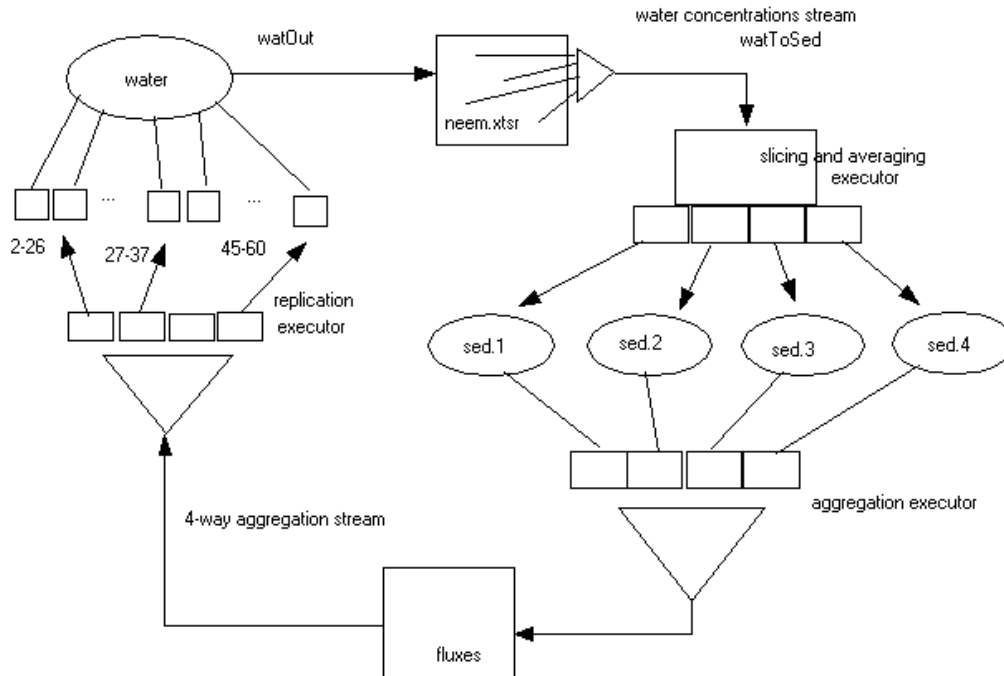 water concentrations stream
watOut
watToSed
water
neem.xtsr
slicing and averaging
executor
...
...
2-26
27-37
45-60
replication
executor
sed.1
sed.2
sed.3
sed.4
aggregation executor
4-way aggregation stream
fluxes